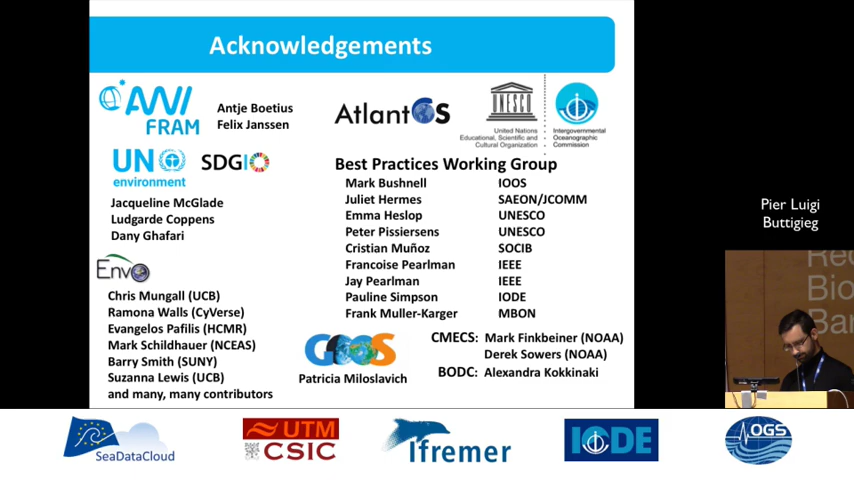 Acknowledgements
AWI
FRAM
Antje Boetius
Felix Janssen
AtlantOS
UNESCO
United Nations
Educational, Scientific and
Cultural Organization
Intergovernmental
Oceanographic
Commission
UN
environment
SDGIO
Jacqueline McGlade
Ludgarde Coppens
Dany Ghafari
Best Practices Working Group
Mark Bushnell IOOS
Juliet Hermes SAEON/JCOMM
Emma Heslop UNESCO
Peter Pissiersens UNESCO
Cristian Muñoz SOCIB
Francoise Pearlman IEEE
Jay Pearlman IEEE
Pauline Simpson IODE
Frank Muller-Karger MBON
EnvO
Chris Mungall (UCB)
Ramona Walls (CyVerse)
Evangelos Pafilis (HCMR)
Mark Schildhauer (NCEAS)
Barry Smith (SUNY)
Suzanna Lewis (UCB)
and many, many contributors
GOOS
Patricia Miloslavich
CMECS: Mark Finkbeiner (NOAA)
Derek Sowers (NOAA)
BODC: Alexandra Kokkinaki
Pier Luigi
Buttigieg
Bio
Bar
SeaDataCloud
UTM
CSIC
Ifremer
IODE
OGS